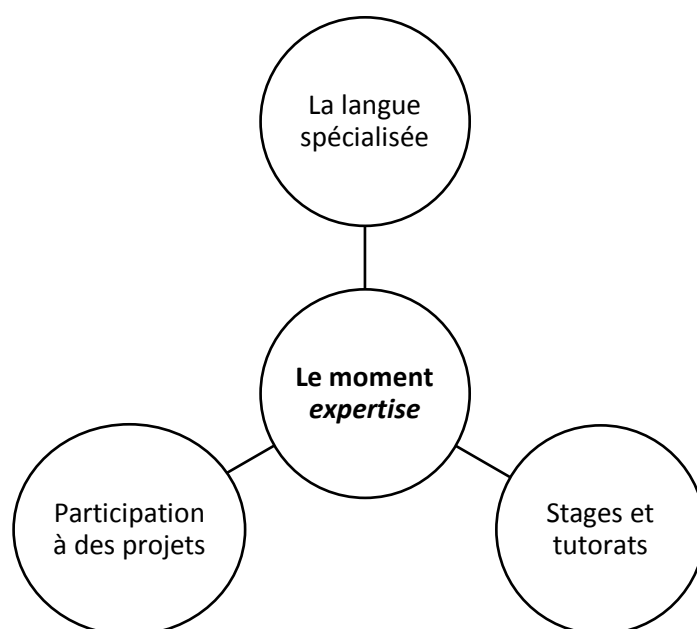 La langue
spécialisée
Le moment
expertise
Participation
à des projets
Stages et
tutorats